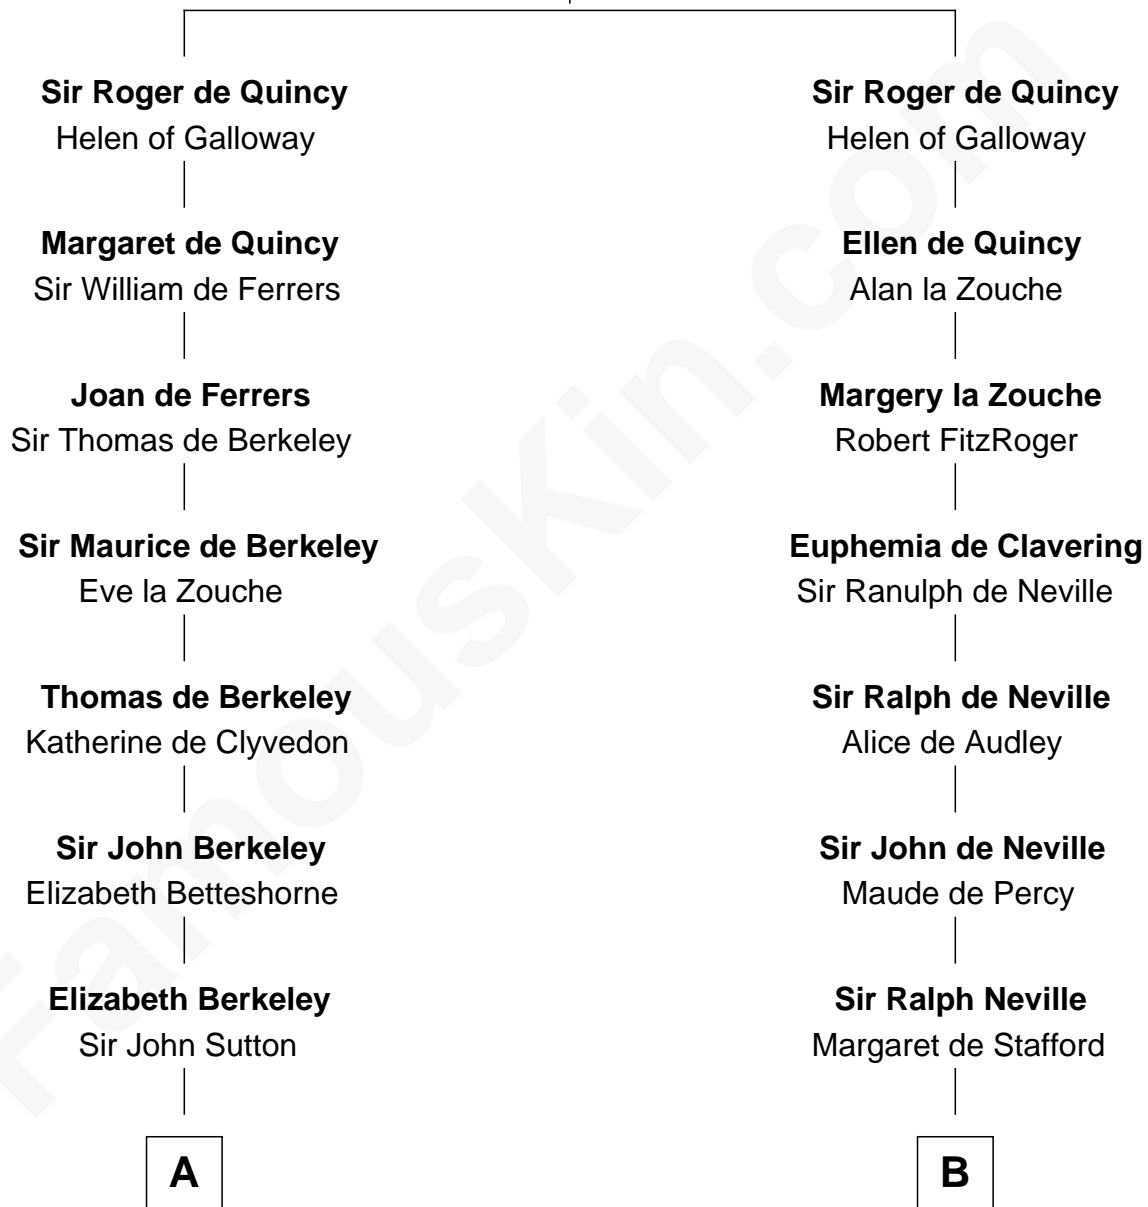 Sir Roger de Quincy
Helen of Galloway
Margaret de Quincy
Sir William de Ferrers
Joan de Ferrers
Sir Thomas de Berkeley
Sir Maurice de Berkeley
Eve la Zouche
Thomas de Berkeley
Katherine de Clyvedon
Sir John Berkeley
Elizabeth Betteshorne
Elizabeth Berkeley
Sir John Sutton
A
Sir Roger de Quincy
Helen of Galloway
Ellen de Quincy
Alan la Zouche
Margery la Zouche
Robert FitzRoger
Euphemia de Clavering
Sir Ranulph de Neville
Sir Ralph de Neville
Alice de Audley
Sir John de Neville
Maude de Percy
Sir Ralph Neville
Margaret de Stafford
B
FamousKin.com